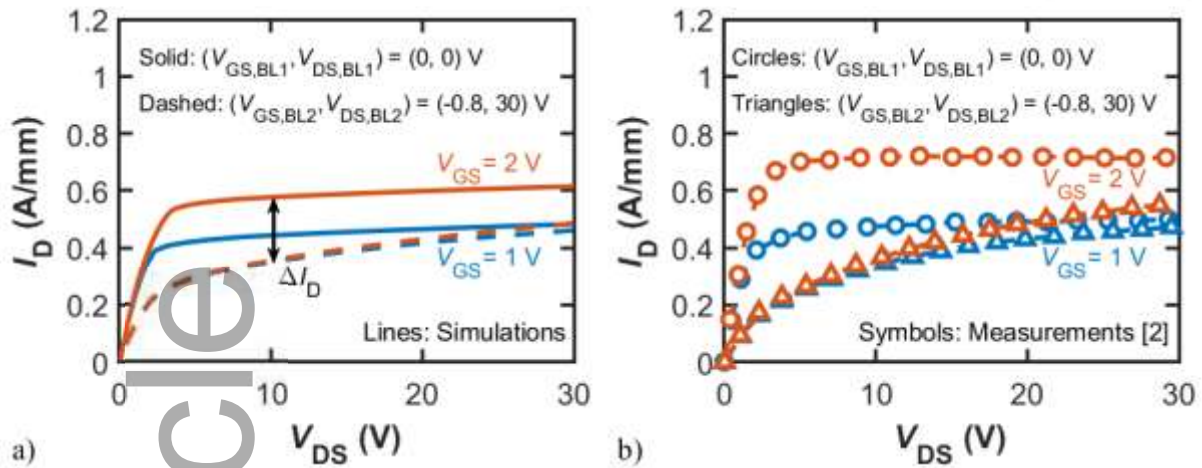 1.2
1
0.8
0.6
0.4
0.2
0
I_D (A/mm)
Solid: (V_GS,BL1, V_DS,BL1) = (0, 0) V
Dashed: (V_GS,BL2, V_DS,BL2) = (-0.8, 30) V
V_GS = 2 V
V_GS = 1 V
ΔI_D
Lines: Simulations
0 10 20 30
V_DS (V)
a)
cle
1.2
1
0.8
0.6
0.4
0.2
0
I_D (A/mm)
Circles: (V_GS,BL1, V_DS,BL1) = (0, 0) V
Triangles: (V_GS,BL2, V_DS,BL2) = (-0.8, 30) V
V_GS = 2 V
V_GS = 1 V
Symbols: Measurements [2]
0 10 20 30
V_DS (V)
b)